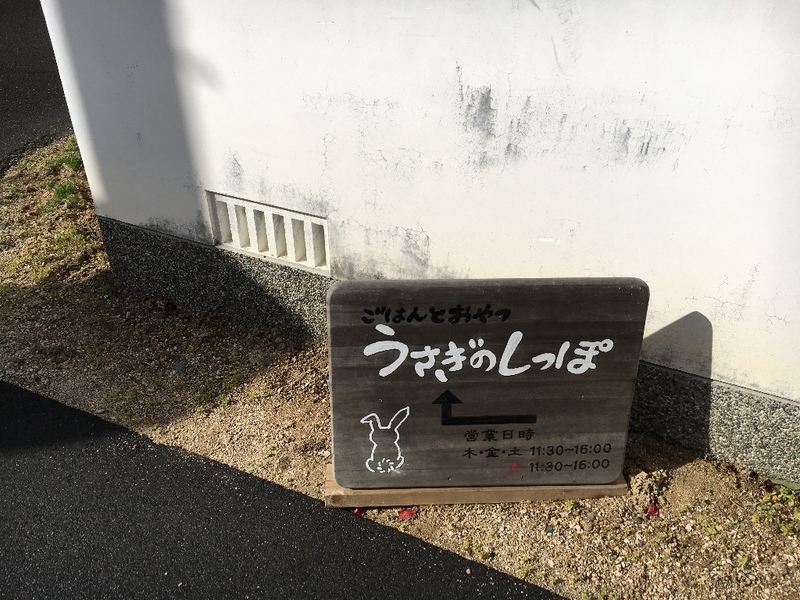 ごはんとおやつ
うさぎのしっぽ
営業日時
木・金・土 11:30~16:00
日 11:30~16:00